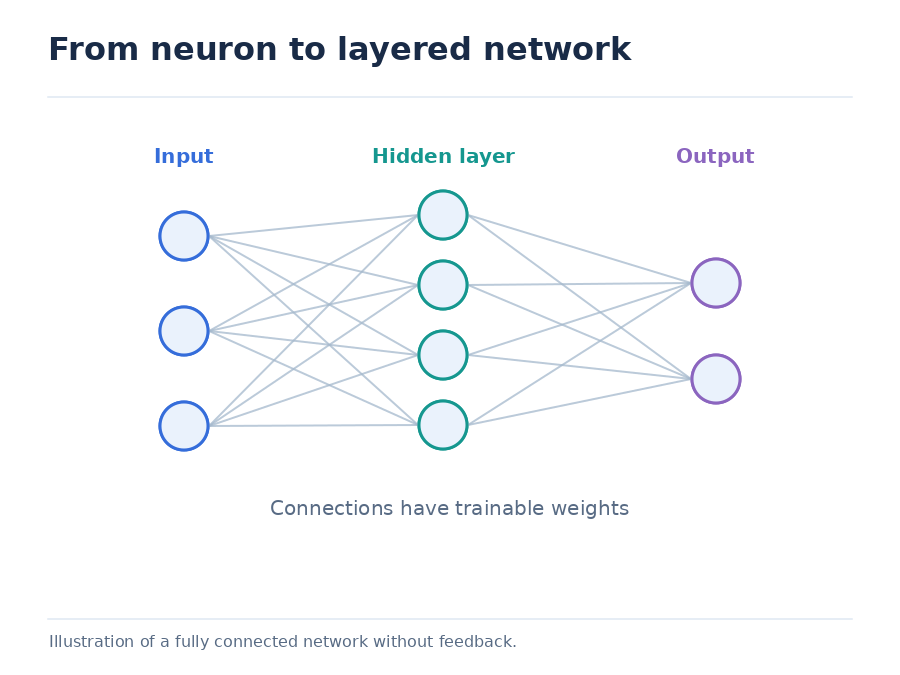 From neuron to layered network
Input
Hidden layer
Output
Connections have trainable weights
Illustration of a fully connected network without feedback.